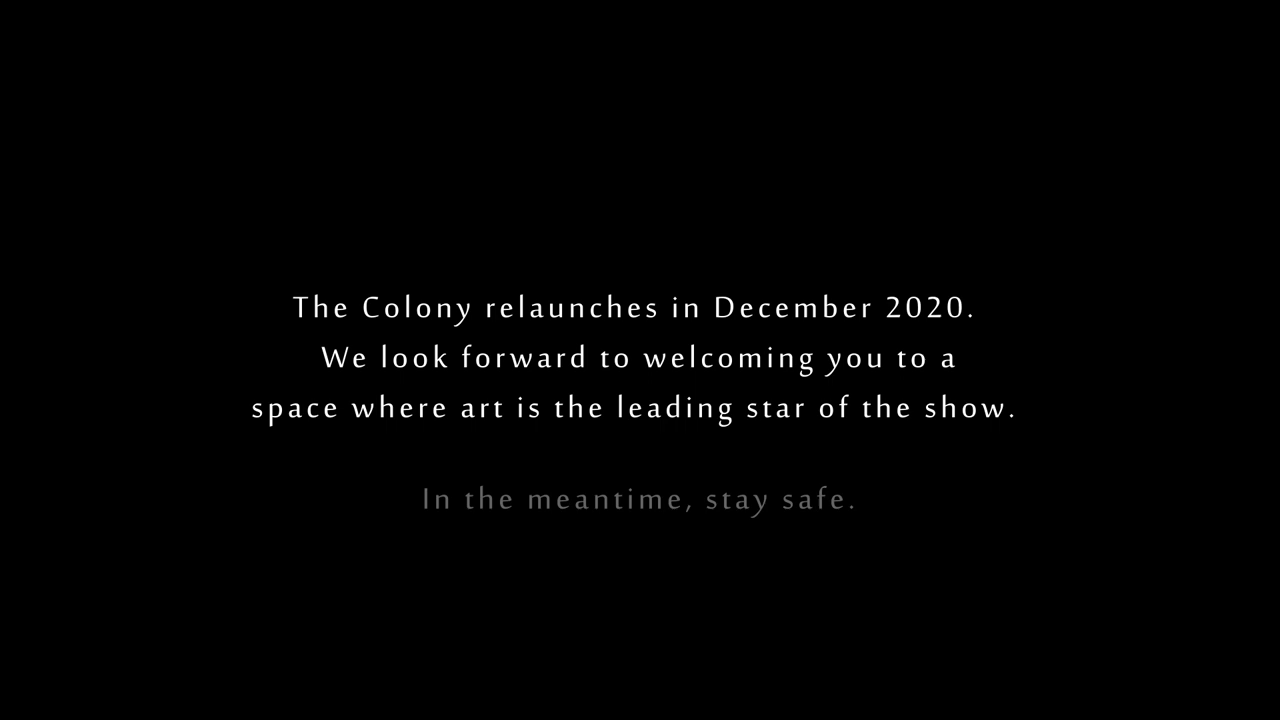 The Colony relaunches in December 2020.
We look forward to welcoming you to a
space where art is the leading star of the show.
In the meantime, stay safe.